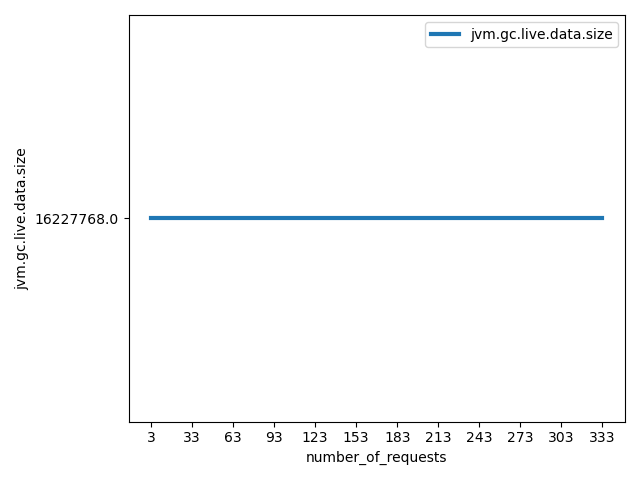 jvm.gc.live.data.size
jvm.gc.live.data.size
16227768.0
3 33 63 93 123 153 183 213 243 273 303 333
number_of_requests